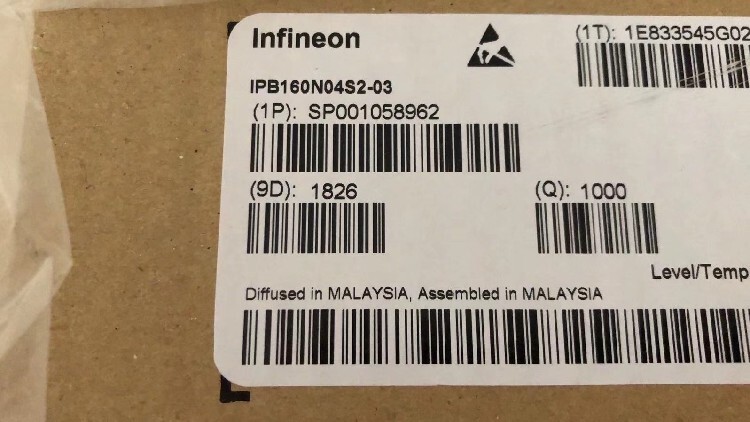 Infineon
(1T): 1E833545G02
IPB160N04S2-03
(1P): SP001058962
(9D): 1826
(Q): 1000
Level/Temp
Diffused in MALAYSIA, Assembled in MALAYSIA